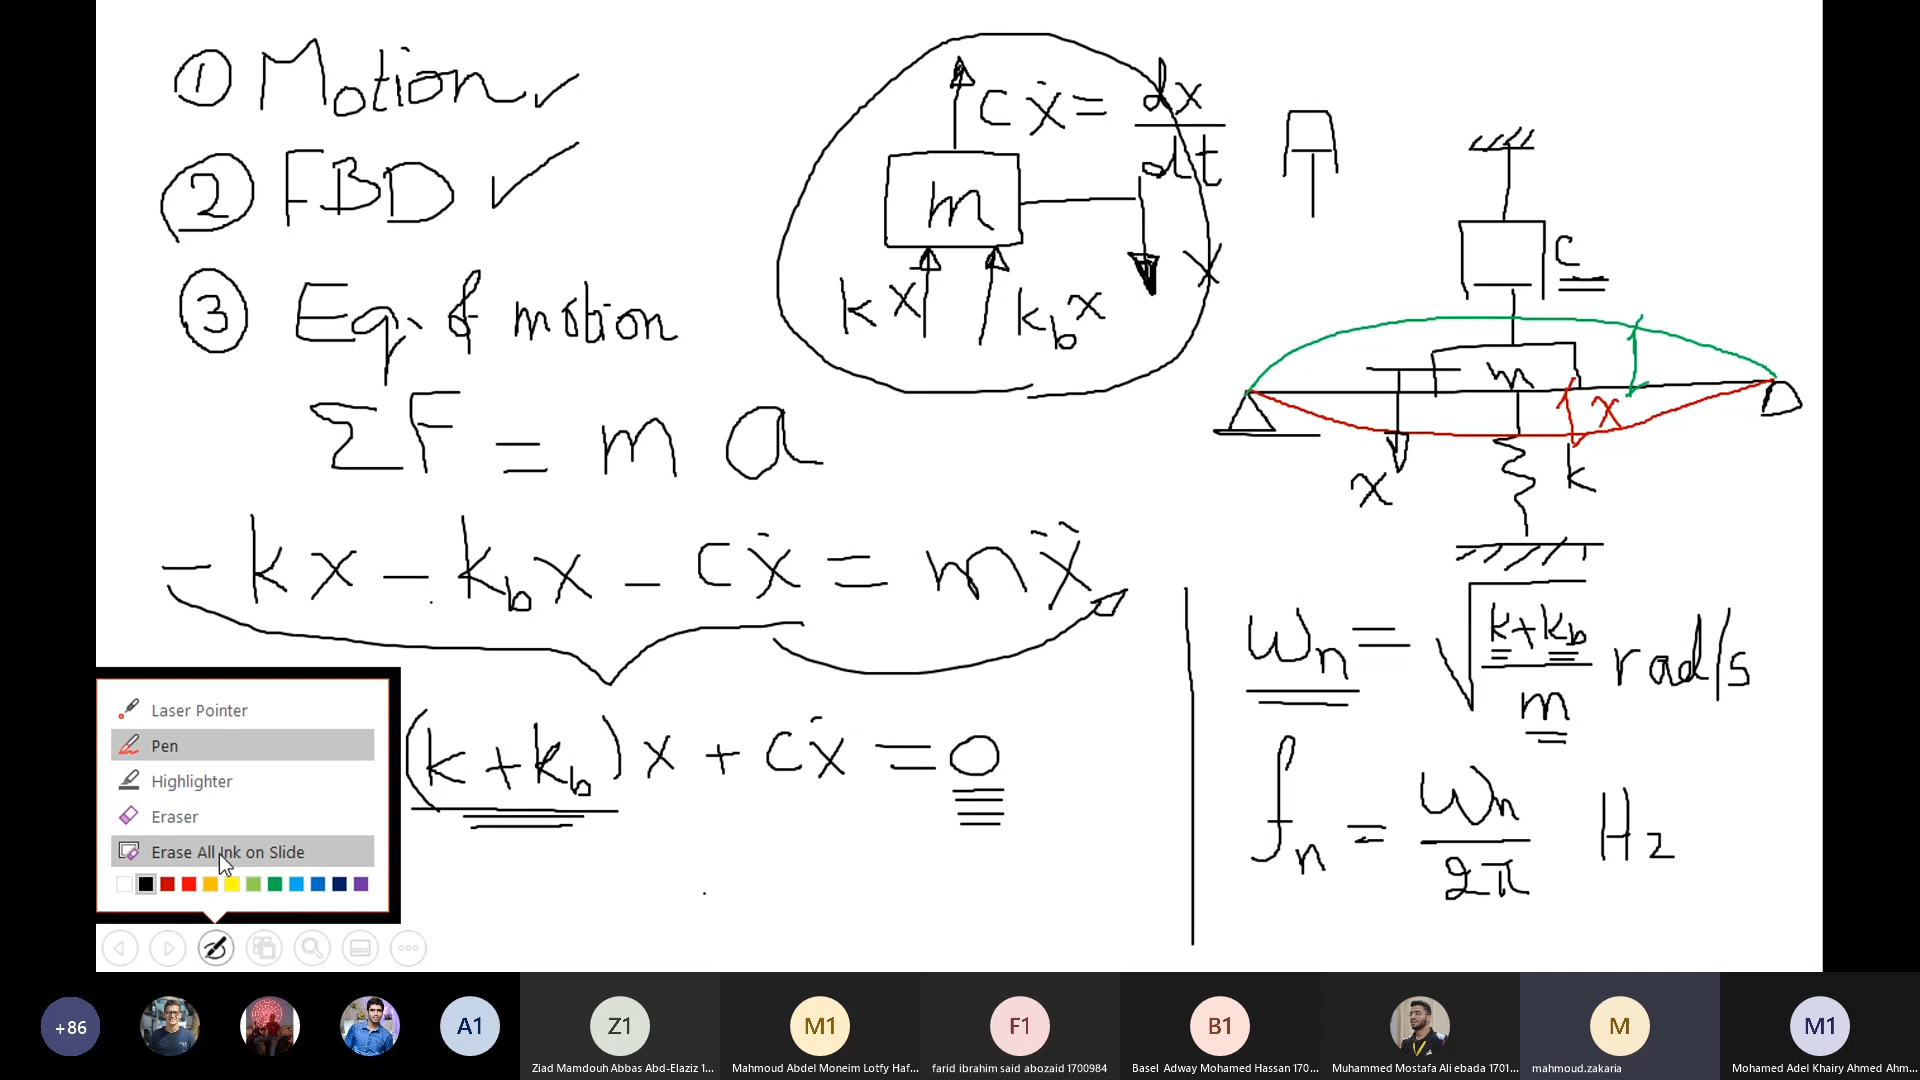 ① Motion ✓
② FBD ✓
③ Eq. of motion
ΣF = m a
- kx - k_b x - cẋ = mẍ
(k + k_b) x + cẋ = 0
cẋ = dx/dt
m
x
kx
k_b x
c
m
x
x
k
ω_n = √((k+k_b)/m) rad/s
f_n = ω_n/2π Hz
Laser Pointer
Pen
Highlighter
Eraser
Erase All Ink on Slide
+86
A1
Z1
M1
F1
B1
M
M1
Ziad Mamdouh Abbas Abd-Elaziz 1...
Mahmoud Abdel Moneim Lotfy Haf...
farid ibrahim said abozaid 1700984
Basel Adway Mohamed Hassan 170...
Muhammed Mostafa Ali ebada 1701...
mahmoud.zakaria
Mohamed Adel Khairy Ahmed Ahm...